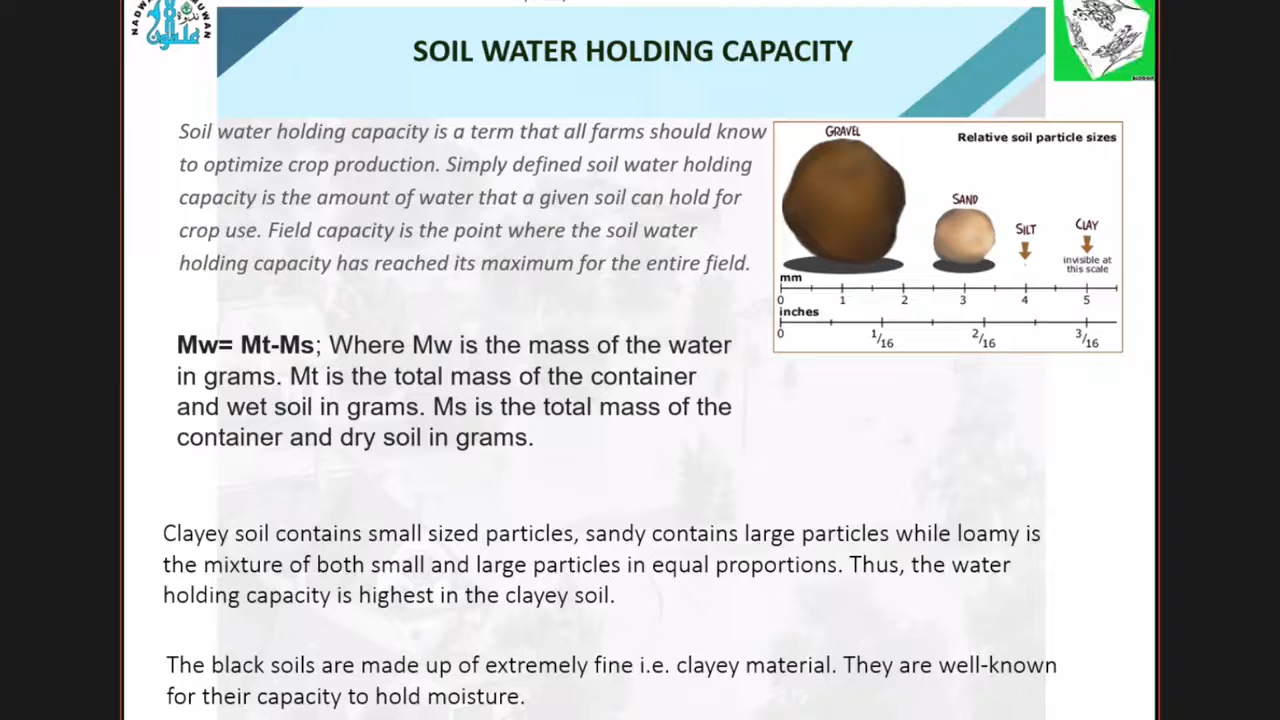 SOIL WATER HOLDING CAPACITY
Soil water holding capacity is a term that all farms should know
to optimize crop production. Simply defined soil water holding
capacity is the amount of water that a given soil can hold for
crop use. Field capacity is the point where the soil water
holding capacity has reached its maximum for the entire field.
GRAVEL
Relative soil particle sizes
SAND
SILT
CLAY
invisible at
this scale
mm
0 1 2 3 4 5
inches
0 1/16 2/16 3/16
Mw= Mt-Ms; Where Mw is the mass of the water
in grams. Mt is the total mass of the container
and wet soil in grams. Ms is the total mass of the
container and dry soil in grams.
Clayey soil contains small sized particles, sandy contains large particles while loamy is
the mixture of both small and large particles in equal proportions. Thus, the water
holding capacity is highest in the clayey soil.
The black soils are made up of extremely fine i.e. clayey material. They are well-known
for their capacity to hold moisture.